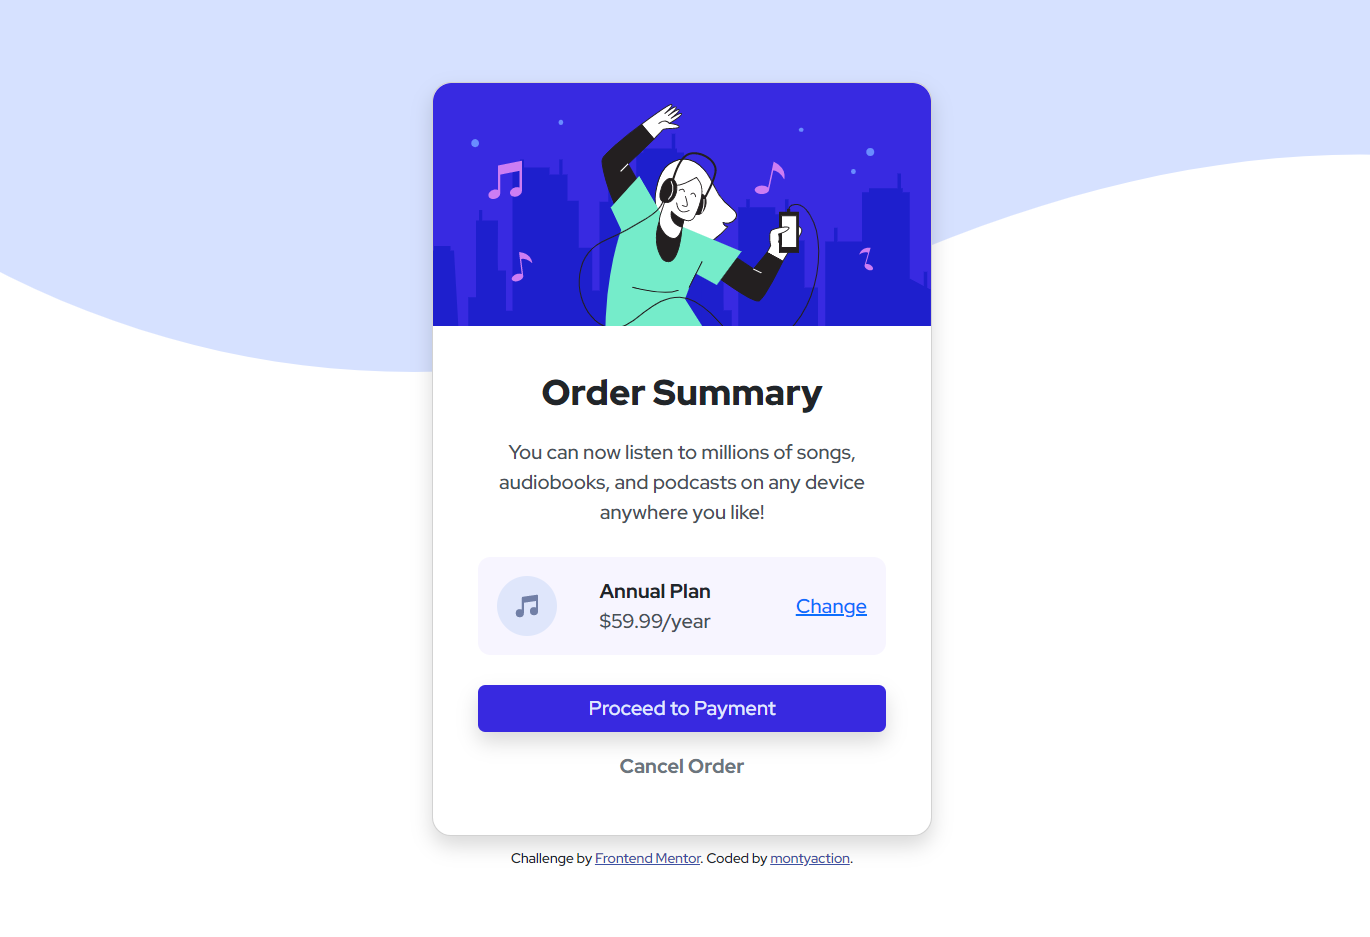 Order Summary
You can now listen to millions of songs,
audiobooks, and podcasts on any device
anywhere you like!
Annual Plan
$59.99/year
Change
Proceed to Payment
Cancel Order
Challenge by Frontend Mentor. Coded by montyaction.